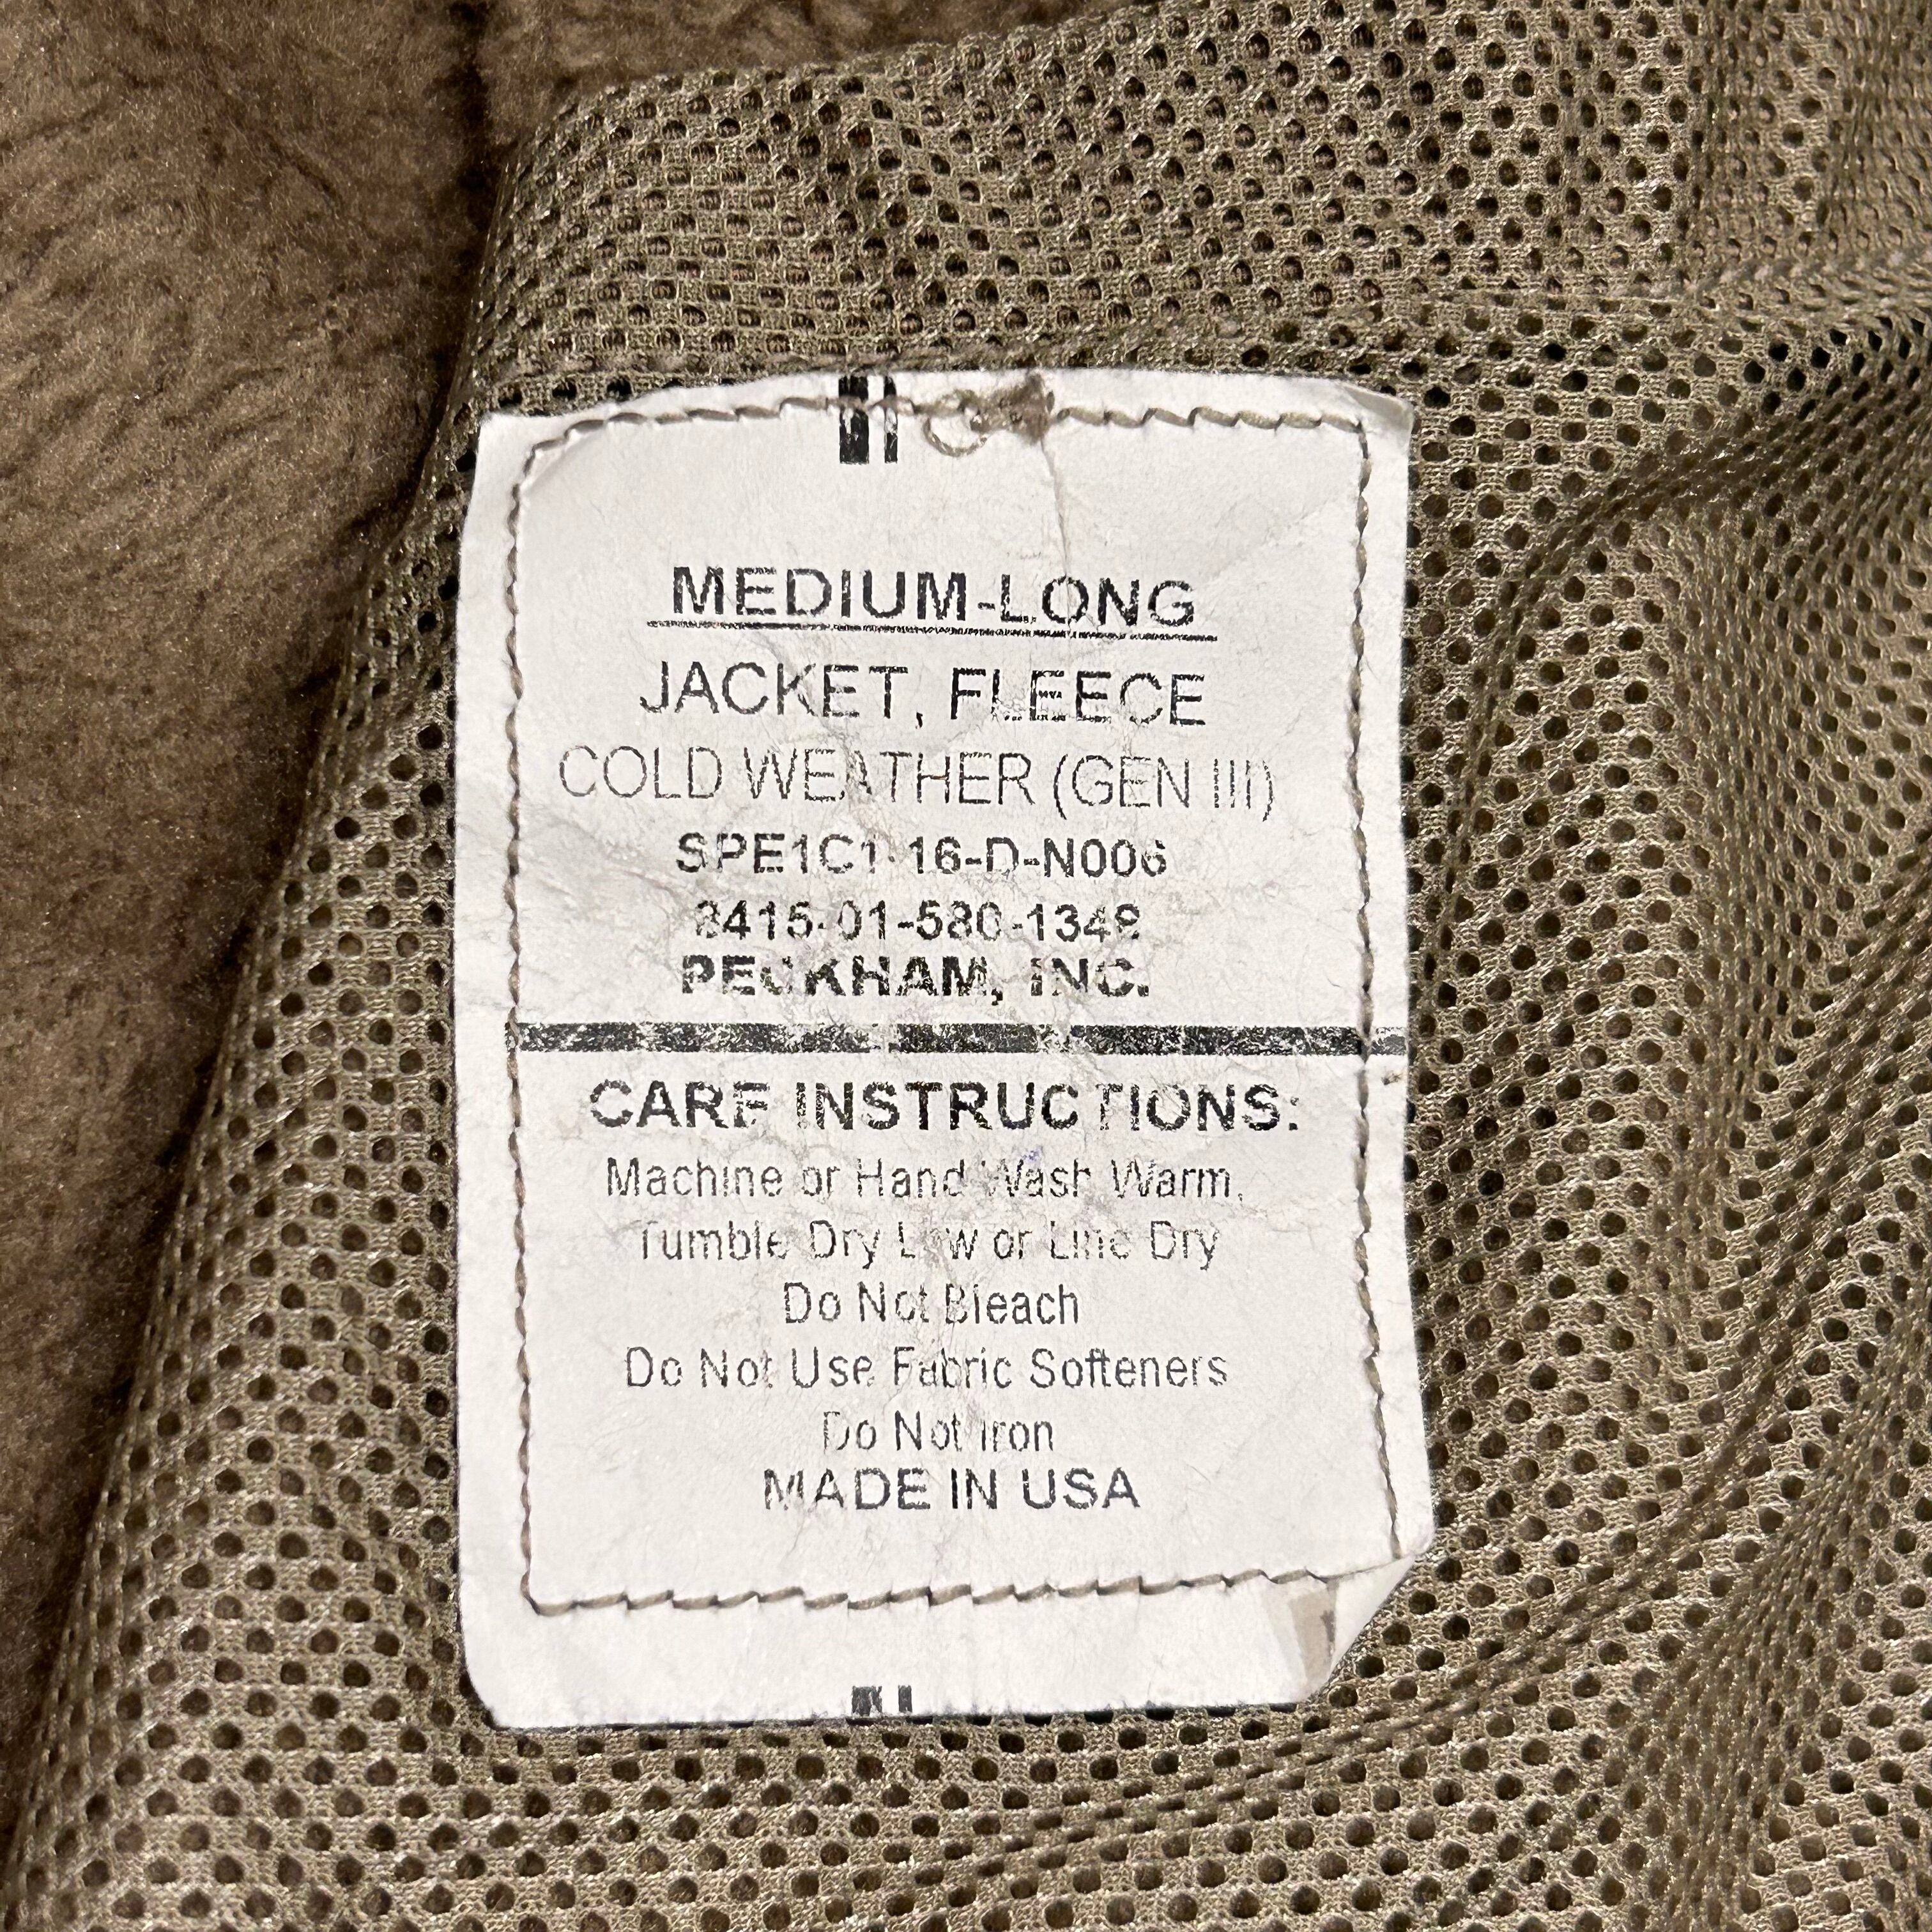 MEDIUM-LONG
JACKET, FLEECE
COLD WEATHER (GEN III)
SPE1C1-16-D-N006
8415-01-580-1348
PECKHAM, INC.
CARE INSTRUCTIONS:
Machine or Hand Wash Warm,
Tumble Dry Low or Line Dry
Do Not Bleach
Do Not Use Fabric Softeners
Do Not Iron
MADE IN USA